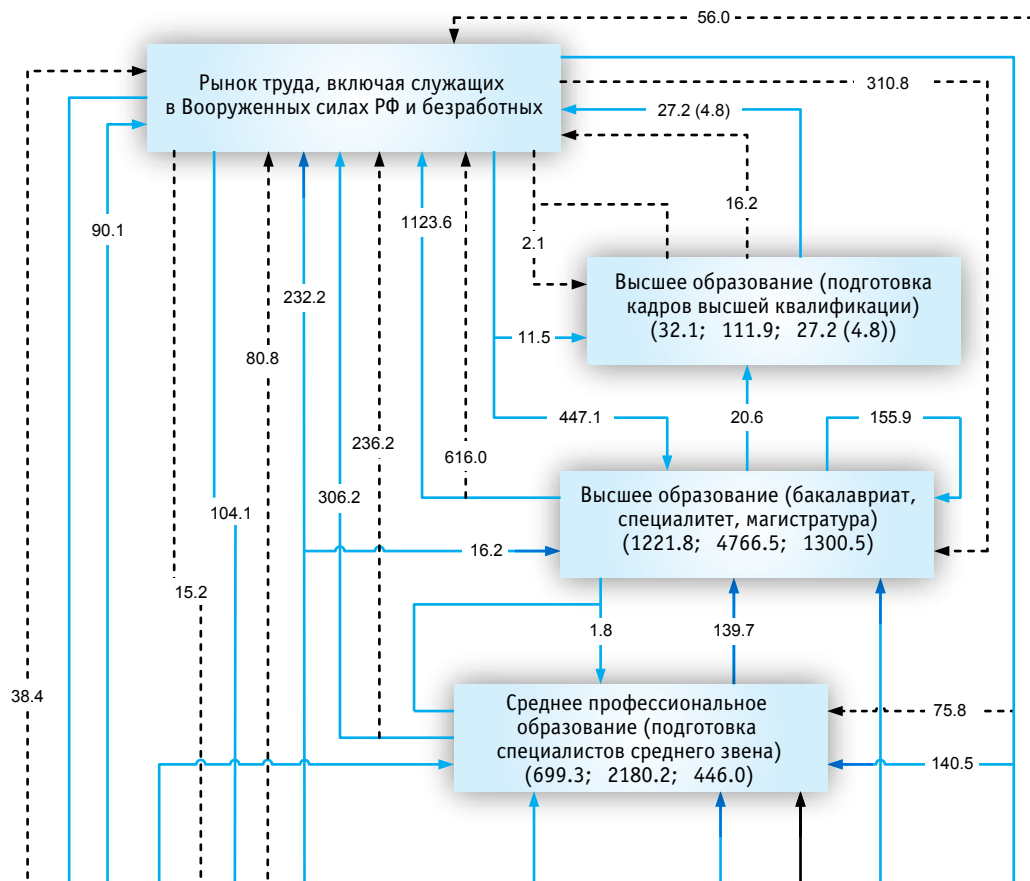 56.0
Рынок труда, включая служащих
в Вооруженных силах РФ и безработных
310.8
27.2 (4.8)
16.2
90.1
1123.6
2.1
232.2
Высшее образование (подготовка
кадров высшей квалификации)
(32.1; 111.9; 27.2 (4.8))
11.5
80.8
447.1
20.6
155.9
236.2
616.0
306.2
104.1
Высшее образование (бакалавриат,
специалитет, магистратура)
(1221.8; 4766.5; 1300.5)
16.2
15.2
1.8
139.7
38.4
Среднее профессиональное
образование (подготовка
специалистов среднего звена)
(699.3; 2180.2; 446.0)
75.8
140.5